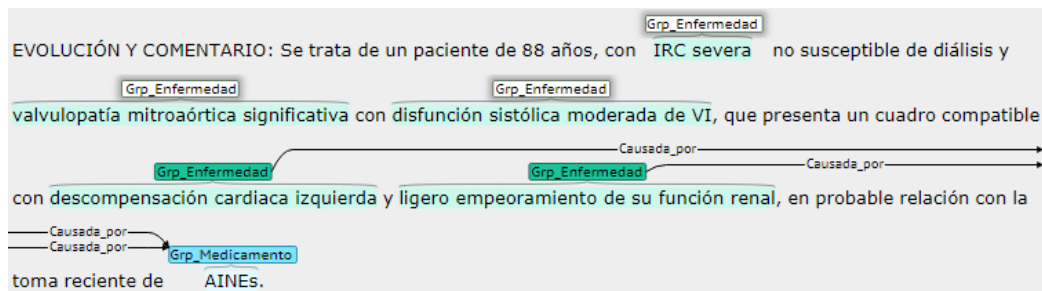 Grp_Enfermedad
EVOLUCIÓN Y COMENTARIO: Se trata de un paciente de 88 años, con IRC severa no susceptible de diálisis y
Grp_Enfermedad Grp_Enfermedad
valvulopatía mitroaórtica significativa con disfunción sistólica moderada de VI, que presenta un cuadro compatible
Causada_por
Causada_por
Grp_Enfermedad Grp_Enfermedad
con descompensación cardiaca izquierda y ligero empeoramiento de su función renal, en probable relación con la
Causada_por
Causada_por
Grp_Medicamento
toma reciente de AINEs.